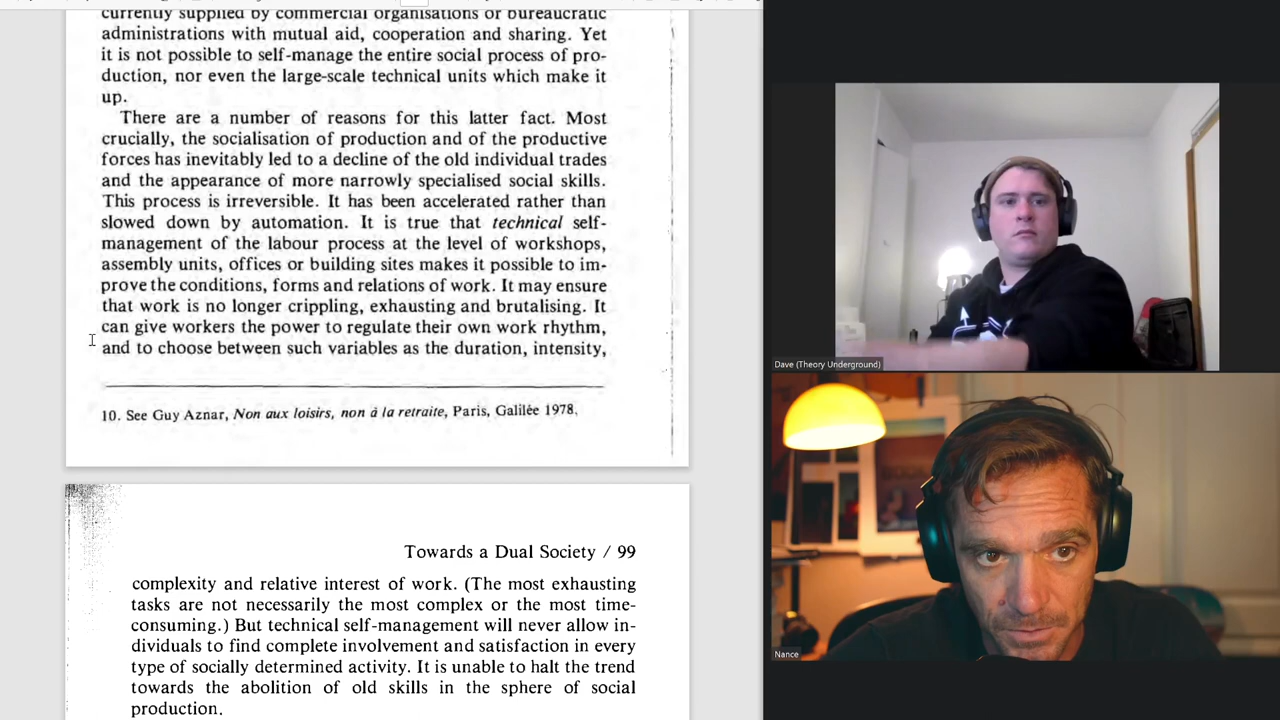 currently supplied by commercial organisations or bureaucratic
administrations with mutual aid, cooperation and sharing. Yet
it is not possible to self-manage the entire social process of pro-
duction, nor even the large-scale technical units which make it
up.
There are a number of reasons for this latter fact. Most
crucially, the socialisation of production and of the productive
forces has inevitably led to a decline of the old individual trades
and the appearance of more narrowly specialised social skills.
This process is irreversible. It has been accelerated rather than
slowed down by automation. It is true that technical self-
management of the labour process at the level of workshops,
assembly units, offices or building sites makes it possible to im-
prove the conditions, forms and relations of work. It may ensure
that work is no longer crippling, exhausting and brutalising. It
can give workers the power to regulate their own work rhythm,
and to choose between such variables as the duration, intensity,
10. See Guy Aznar, Non aux loisirs, non à la retraite, Paris, Galilée 1978.
Towards a Dual Society / 99
complexity and relative interest of work. (The most exhausting
tasks are not necessarily the most complex or the most time-
consuming.) But technical self-management will never allow in-
dividuals to find complete involvement and satisfaction in every
type of socially determined activity. It is unable to halt the trend
towards the abolition of old skills in the sphere of social
production.
Dave (Theory Underground)
Nance